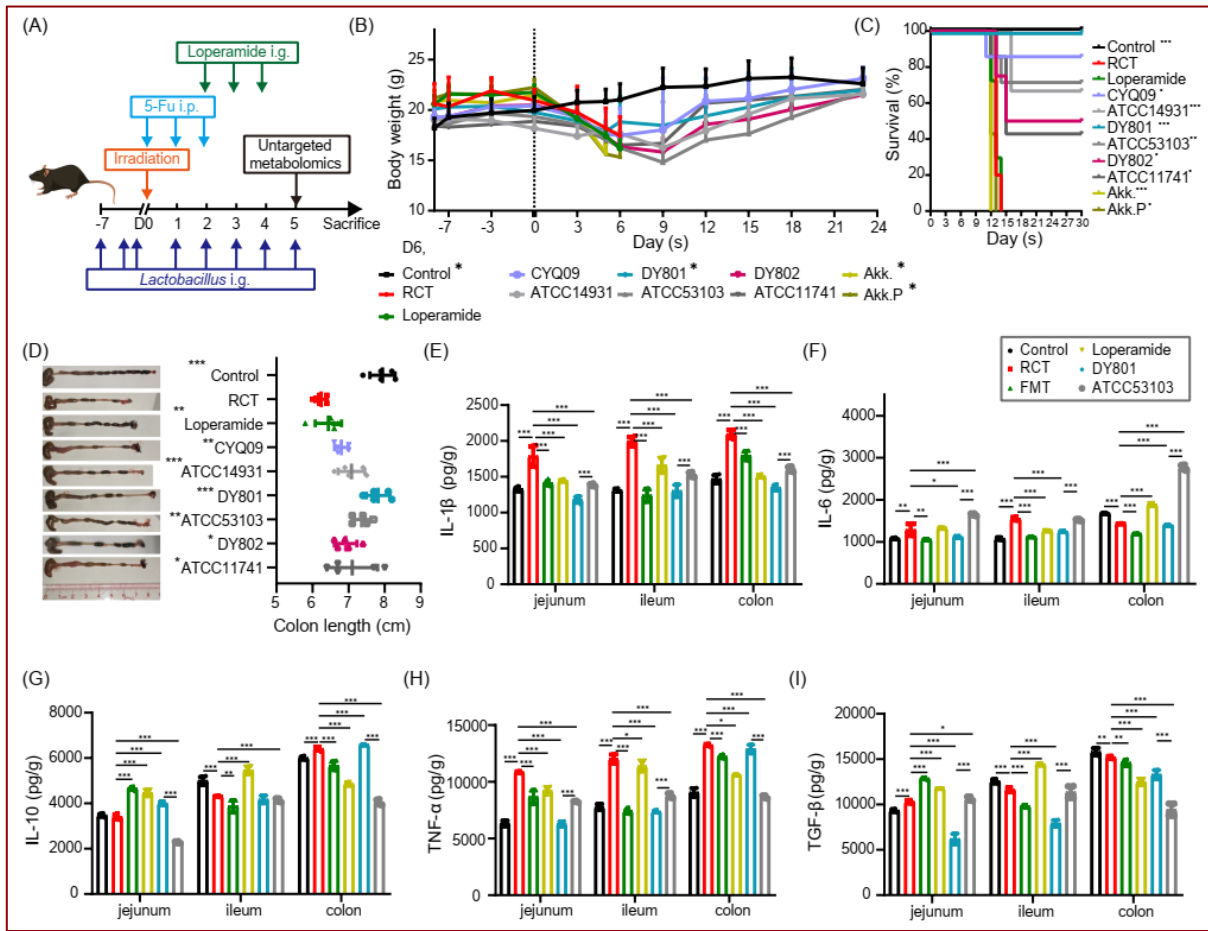 (A)
Loperamide i.g.
5-Fu i.p.
Irradiation
Untargeted
metabolomics
-7 D0 1 2 3 4 5 Sacrifice
Lactobacillus i.g.
(B)
Body weight (g)
25
20
15
10
-7 -3 0 3 6 9 12 15 18 21 24
Day (s)
D6,
Control *
CYQ09
DY801 *
DY802
Akk. *
RCT
ATCC14931
ATCC53103
ATCC11741
Akk.P *
Loperamide
(C)
Survival (%)
100
80
60
40
20
0
0 3 6 9 12 15 18 21 24 27 30
Day (s)
Control ***
RCT
Loperamide
CYQ09 *
ATCC14931 ***
DY801 ***
ATCC53103 **
DY802 *
ATCC11741 *
Akk. ***
Akk.P *
(D)
*** Control
RCT
** Loperamide
** CYQ09
*** ATCC14931
*** DY801
** ATCC53103
* DY802
* ATCC11741
5 6 7 8 9
Colon length (cm)
(E)
IL-1β (pg/g)
2500
2000
1500
1000
500
0
jejunum ileum colon
(F)
Control
Loperamide
RCT
DY801
FMT
ATCC53103
IL-6 (pg/g)
6000
4000
3000
2000
1000
0
jejunum ileum colon
(G)
IL-10 (pg/g)
8000
6000
4000
2000
0
jejunum ileum colon
(H)
TNF-α (pg/g)
15000
10000
5000
0
jejunum ileum colon
(I)
TGF-β (pg/g)
20000
15000
10000
5000
0
jejunum ileum colon